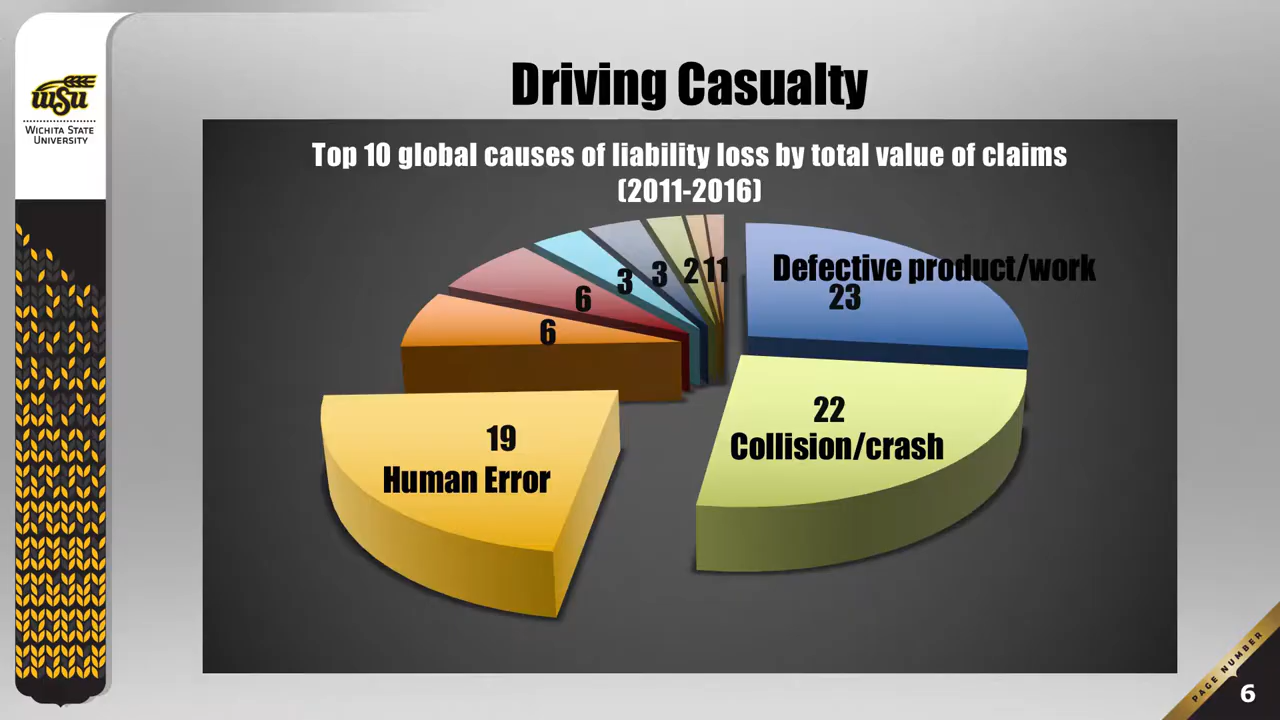 WSU
WICHITA STATE
UNIVERSITY
Driving Casualty
Top 10 global causes of liability loss by total value of claims
(2011-2016)
Defective product/work
23
22
Collision/crash
19
Human Error
6
6
3
3
2
1
1
PAGE NUMBER
6